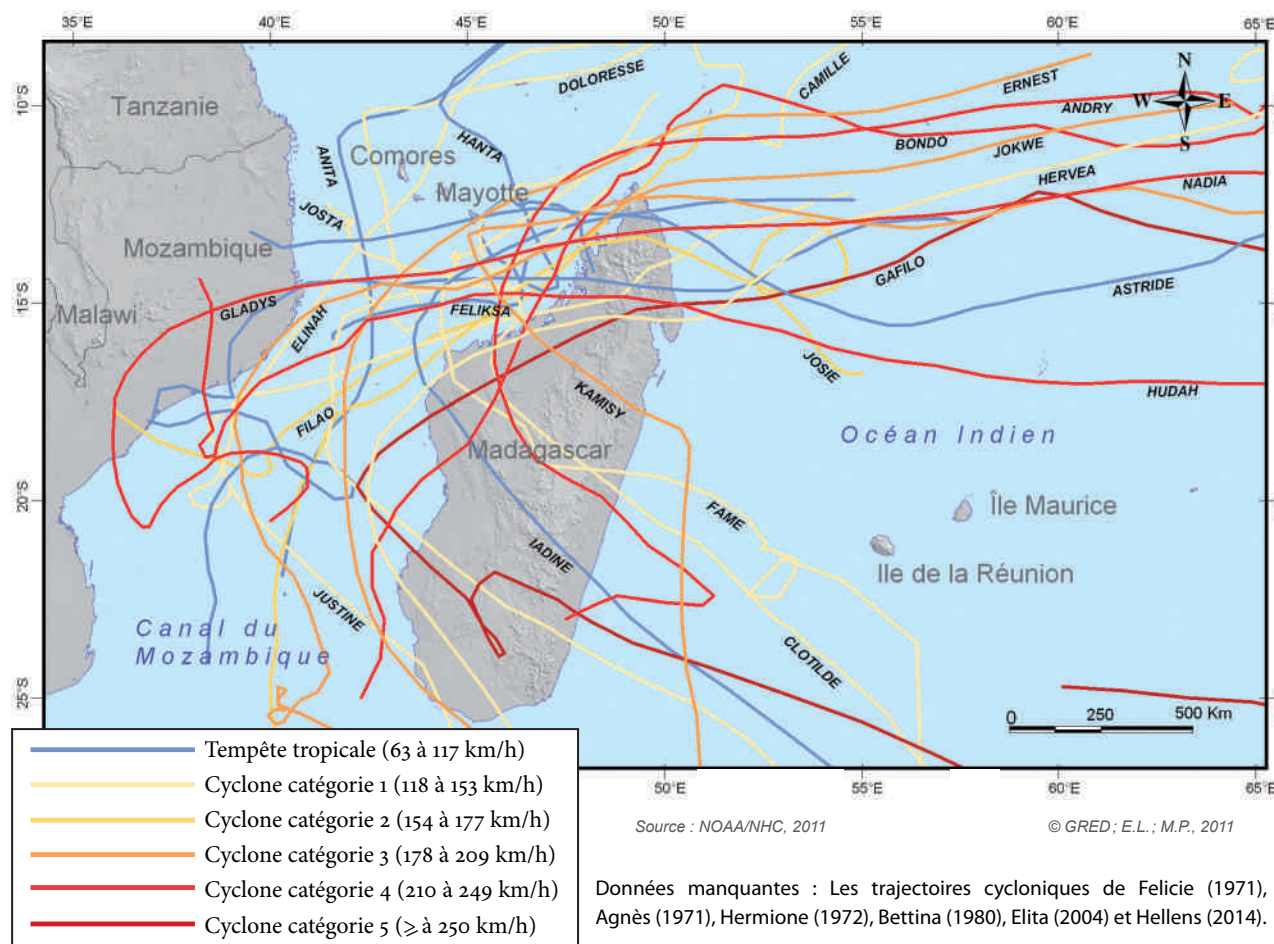 35°E 40°E 45°E 50°E 55°E 60°E 65°E
10°S
15°S
20°S
25°S
10°S
15°S
20°S
25°S
N
W E
S
Tanzanie
Comores
Mayotte
Mozambique
Malawi
Madagascar
Océan Indien
Île Maurice
Ile de la Réunion
Canal du
Mozambique
DOLORESSE
CAMILLE
ERNEST
ANDRY
BONDO
JOKWE
HERVEA
NADIA
HANTA
ANITA
JOSTA
GLADYS
ELINAH
FELIKSA
GAFILO
ASTRIDE
JOSIE
HUDAH
KAMISY
FILAO
FAME
IADINE
JUSTINE
CLOTILDE
0 250 500 Km
50°E 55°E 60°E 65°E
Tempête tropicale (63 à 117 km/h)
Cyclone catégorie 1 (118 à 153 km/h)
Cyclone catégorie 2 (154 à 177 km/h)
Cyclone catégorie 3 (178 à 209 km/h)
Cyclone catégorie 4 (210 à 249 km/h)
Cyclone catégorie 5 (⩾ à 250 km/h)
Source : NOAA/NHC, 2011
© GRED ; E.L. ; M.P., 2011
Données manquantes : Les trajectoires cycloniques de Felicie (1971),
Agnès (1971), Hermione (1972), Bettina (1980), Elita (2004) et Hellens (2014).